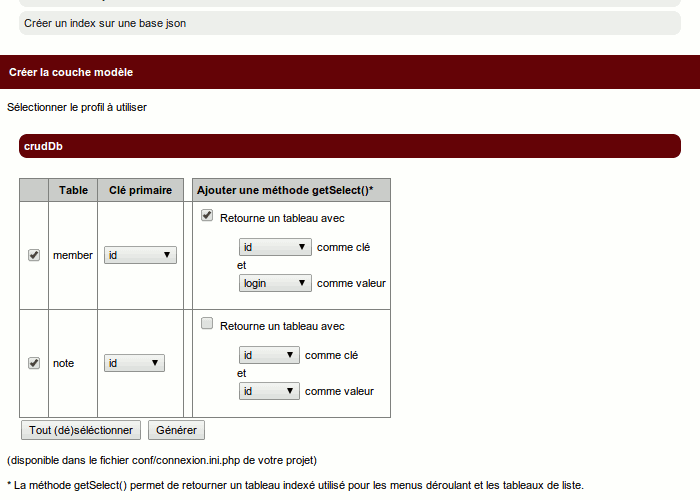 Créer un index sur une base json
Créer la couche modèle
Sélectionner le profil à utiliser
crudDb
Table Clé primaire Ajouter une méthode getSelect()*
Retourne un tableau avec
member id
id comme clé
et
login comme valeur
Retourne un tableau avec
note id
id comme clé
et
id comme valeur
Tout (dé)séléctionner Générer
(disponible dans le fichier conf/connexion.ini.php de votre projet)
* La méthode getSelect() permet de retourner un tableau indexé utilisé pour les menus déroulant et les tableaux de liste.